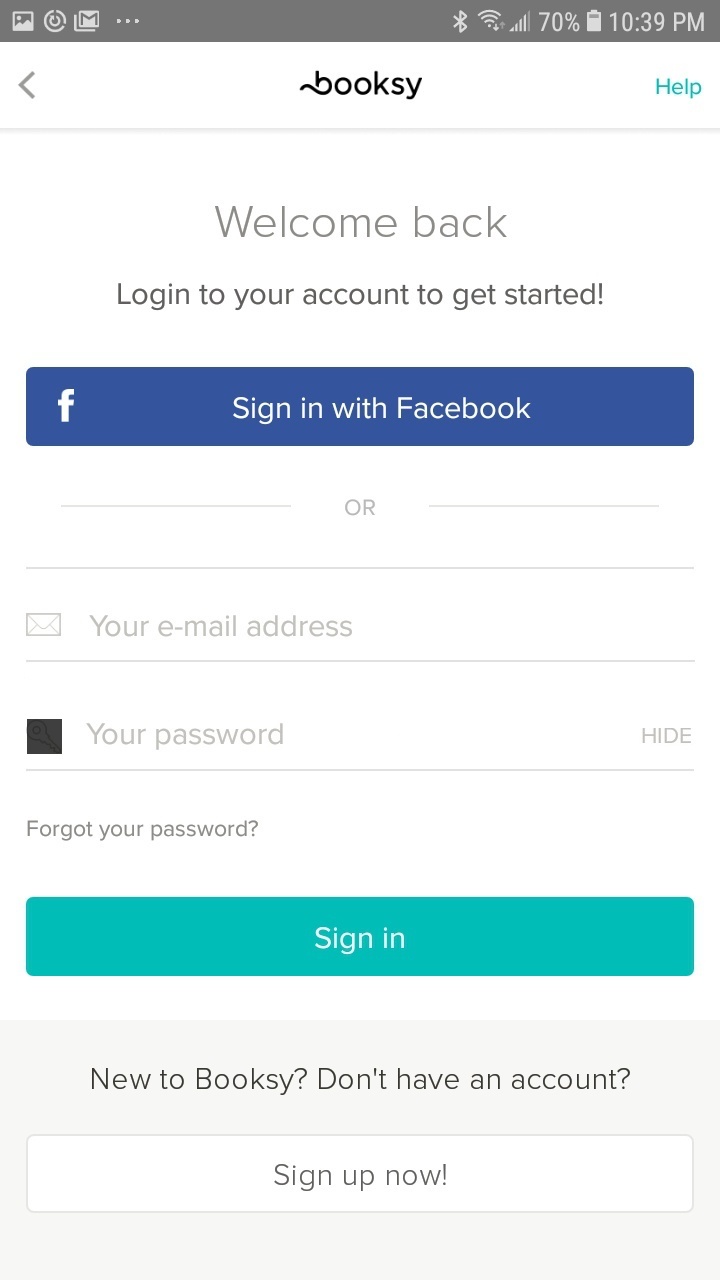 70% 10:39 PM
booksy
Help
Welcome back
Login to your account to get started!
f
Sign in with Facebook
OR
Your e-mail address
Your password
HIDE
Forgot your password?
Sign in
New to Booksy? Don't have an account?
Sign up now!